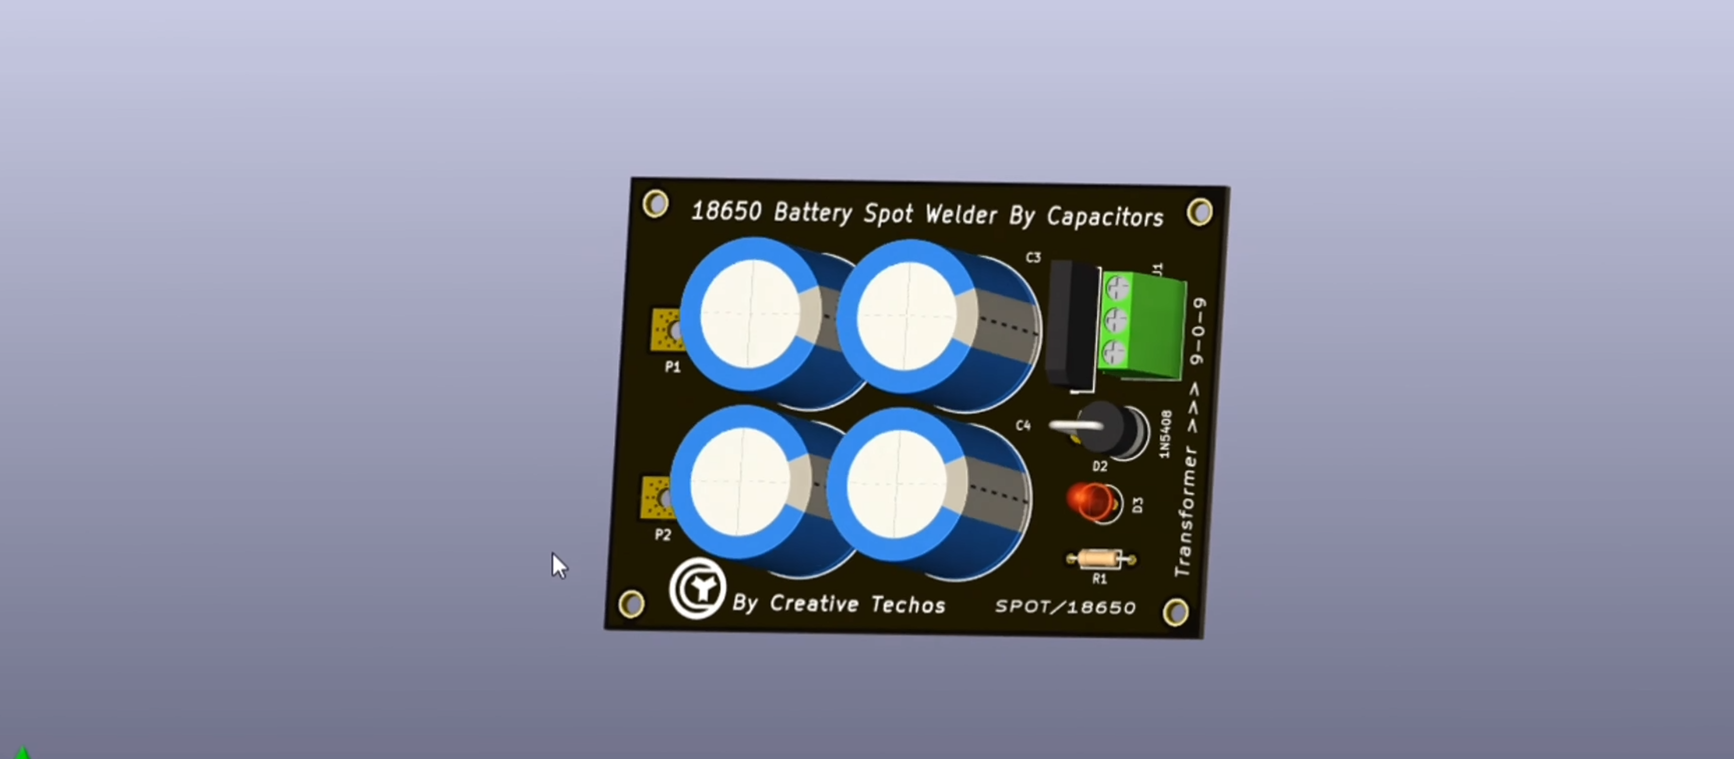 18650 Battery Spot Welder By Capacitors
C3
J1
P1
9-0-9
C4
1N5408
D2
D3
P2
Transformer >>>
R1
By Creative Techos
SPOT/18650